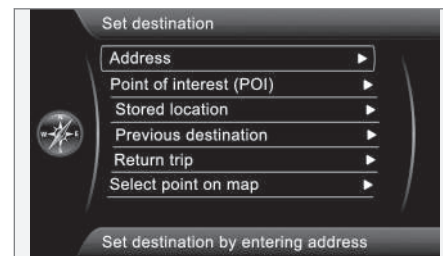 Set destination
Address
Point of interest (POI)
Stored location
Previous destination
Return trip
Select point on map
N
W
E
S
Set destination by entering address